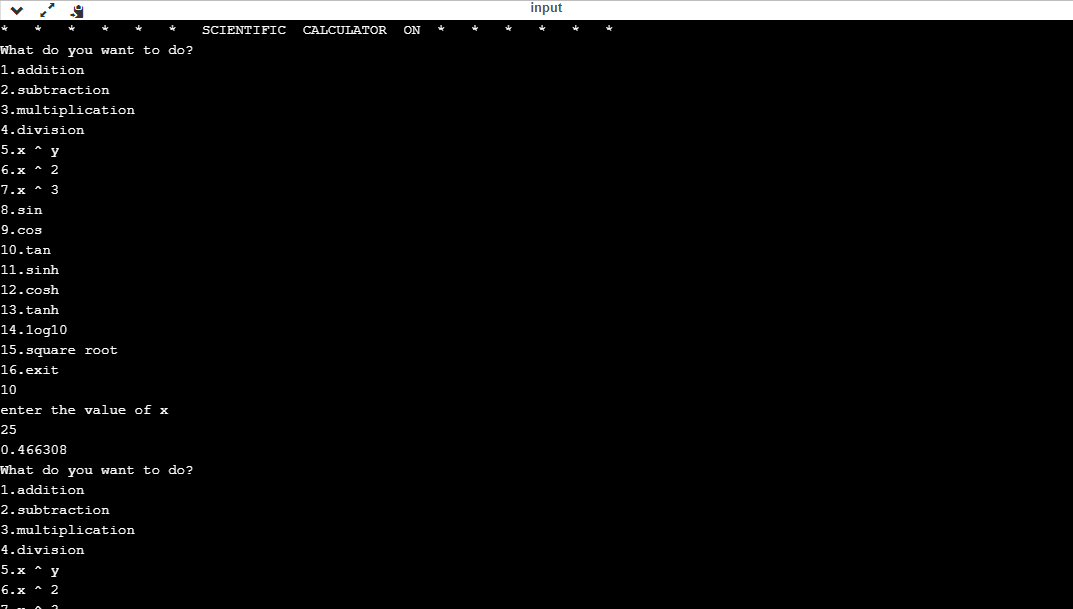 input
* * * * * * SCIENTIFIC CALCULATOR ON * * * * * *
What do you want to do?
1.addition
2.subtraction
3.multiplication
4.division
5.x ^ y
6.x ^ 2
7.x ^ 3
8.sin
9.cos
10.tan
11.sinh
12.cosh
13.tanh
14.log10
15.square root
16.exit
10
enter the value of x
25
0.466308
What do you want to do?
1.addition
2.subtraction
3.multiplication
4.division
5.x ^ y
6.x ^ 2
7.x ^ 3